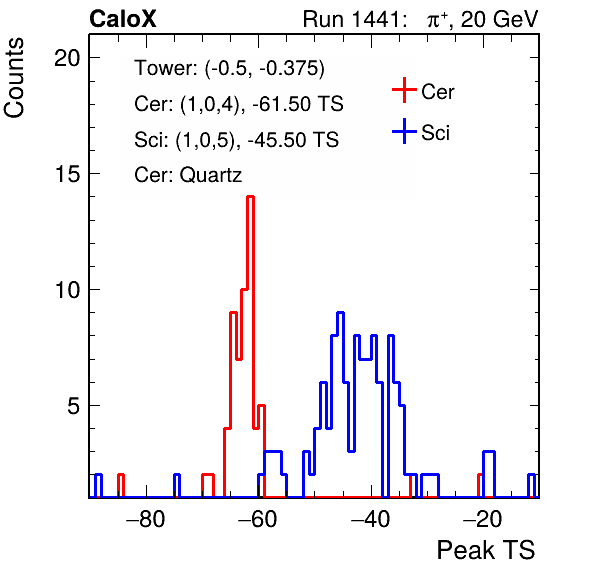 CaloX Run 1441: π⁺, 20 GeV
Counts
20
15
10
5
Tower: (-0.5, -0.375)
Cer: (1,0,4), -61.50 TS
Sci: (1,0,5), -45.50 TS
Cer: Quartz
Cer
Sci
−80 −60 −40 −20
Peak TS